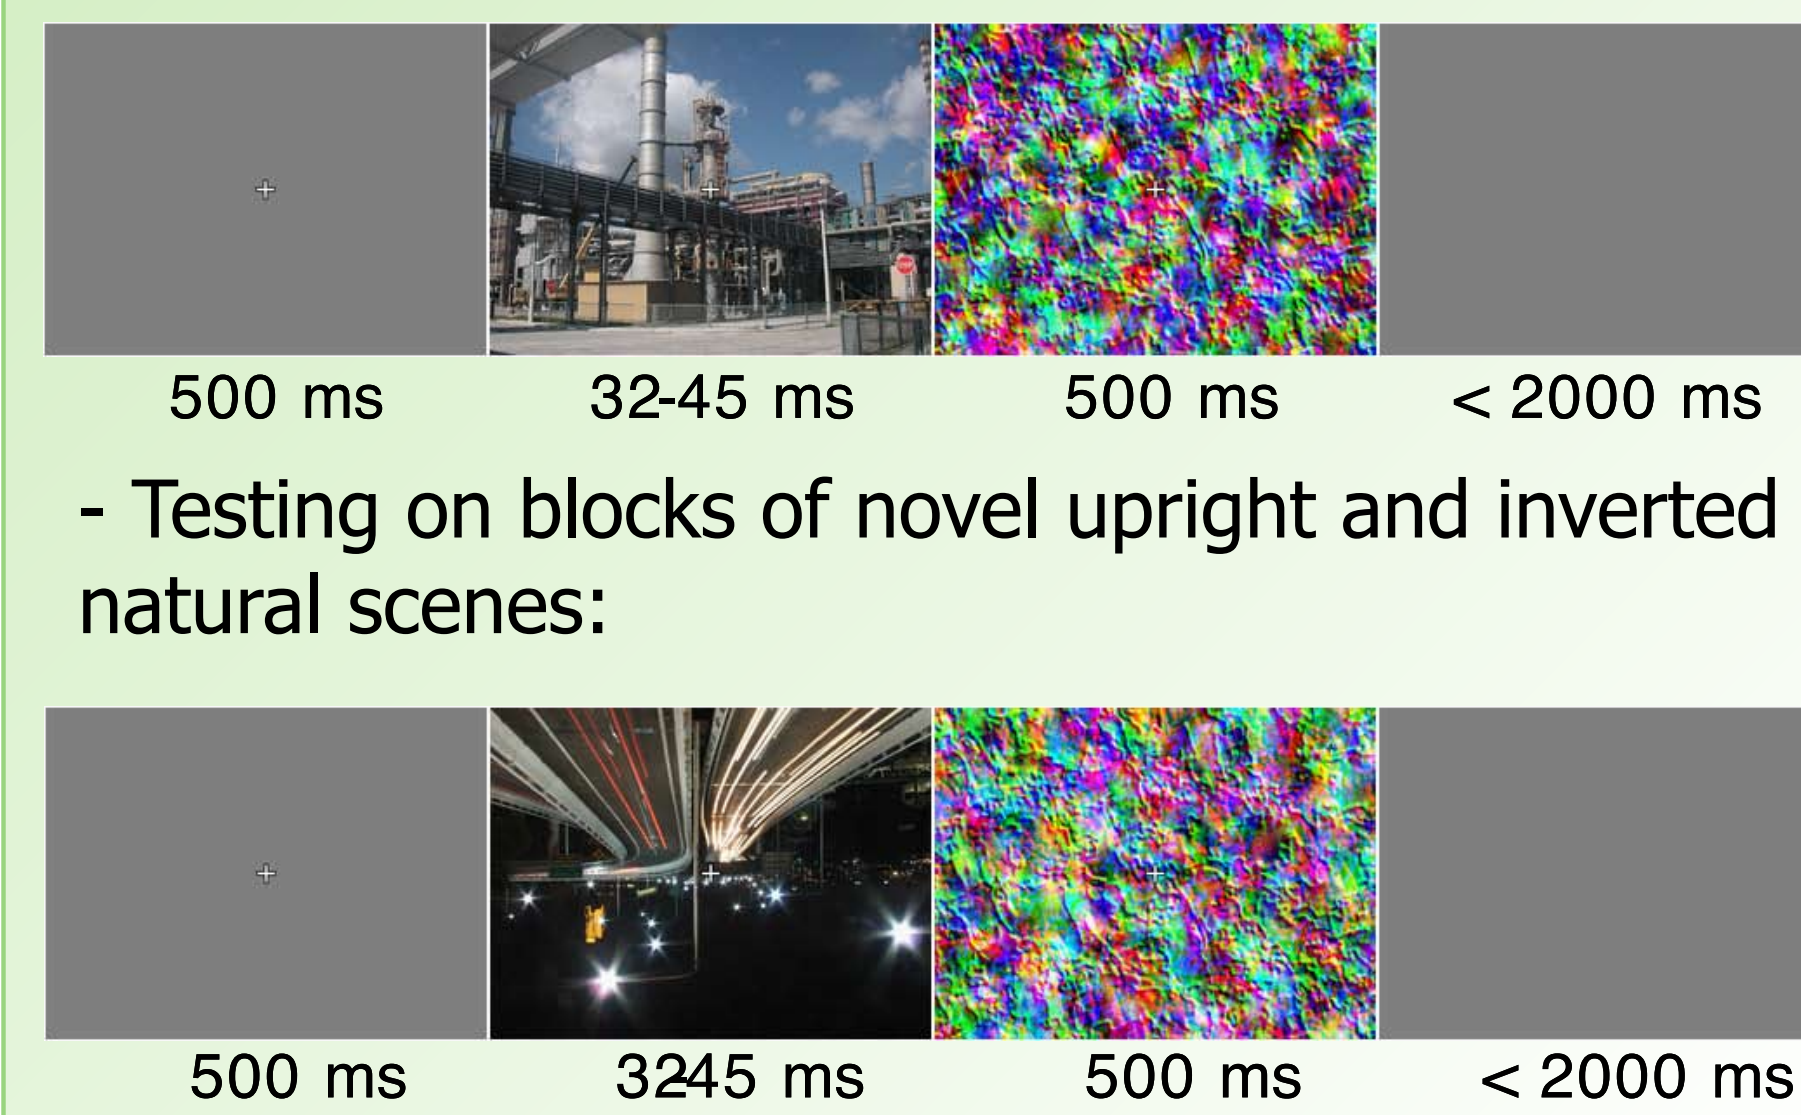 500 ms 32-45 ms 500 ms < 2000 ms
- Testing on blocks of novel upright and inverted
natural scenes:
500 ms 3245 ms 500 ms < 2000 ms